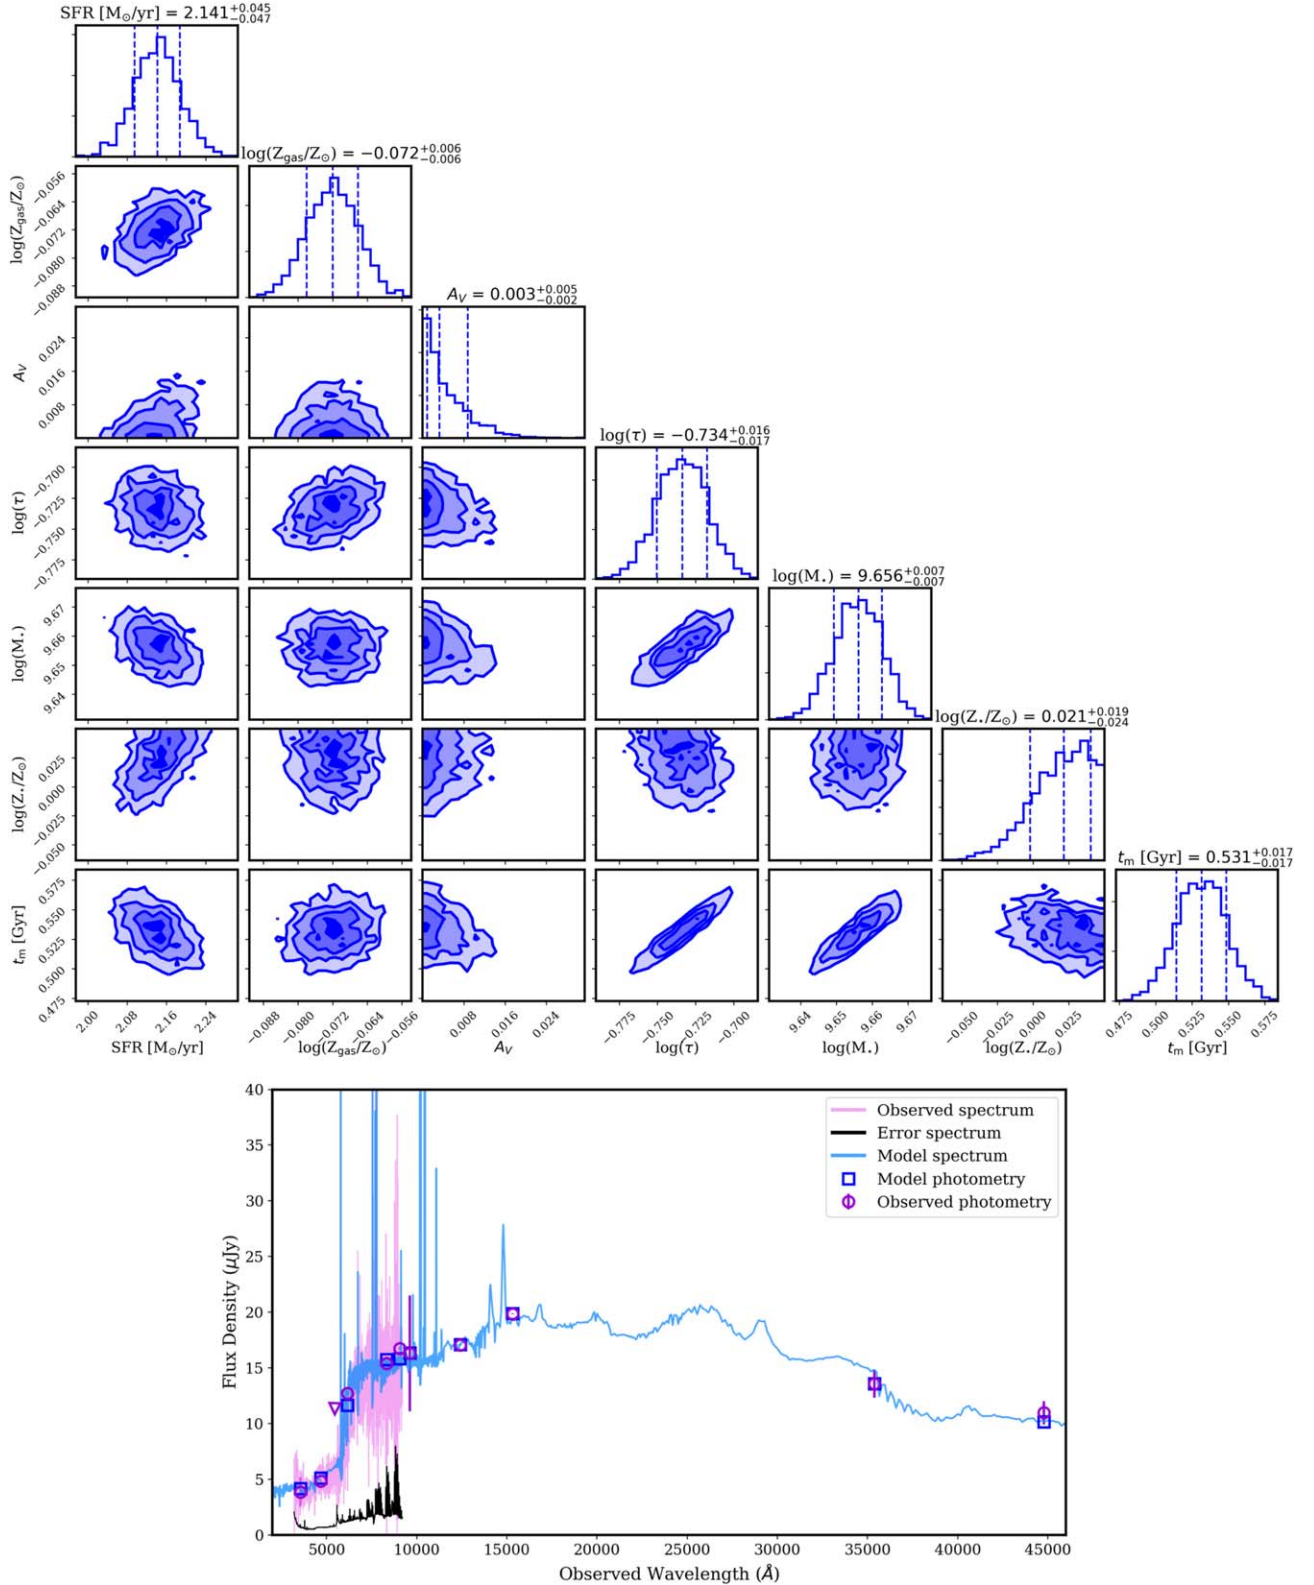 SFR [M⊙/yr] = 2.141+0.045−0.047
log(Zgas/Z⊙) = −0.072+0.006−0.006
log(Zgas/Z⊙)
−0.056
−0.064
−0.072
−0.080
−0.088
AV = 0.003+0.005−0.002
AV
0.024
0.016
0.008
log(τ) = −0.734+0.016−0.017
log(τ)
−0.700
−0.725
−0.750
−0.775
log(M⋆) = 9.656+0.007−0.007
log(M⋆)
9.67
9.66
9.65
9.64
log(Z⋆/Z⊙) = 0.021+0.019−0.024
log(Z⋆/Z⊙)
0.025
0.000
−0.025
−0.050
tm [Gyr] = 0.531+0.017−0.017
tm [Gyr]
0.575
0.550
0.525
0.500
0.475
2.00 2.08 2.16 2.24
−0.088 −0.080 −0.072 −0.064 −0.056
0.008 0.016 0.024
−0.775 −0.750 −0.725 −0.700
9.64 9.65 9.66 9.67
−0.050 −0.025 0.000 0.025
0.475 0.500 0.525 0.550 0.575
SFR [M⊙/yr] log(Zgas/Z⊙) AV log(τ) log(M⋆) log(Z⋆/Z⊙) tm [Gyr]
Flux Density (μJy)
40
35
30
25
20
15
10
5
0
Observed spectrum
Error spectrum
Model spectrum
Model photometry
Observed photometry
5000 10000 15000 20000 25000 30000 35000 40000 45000
Observed Wavelength (Å)